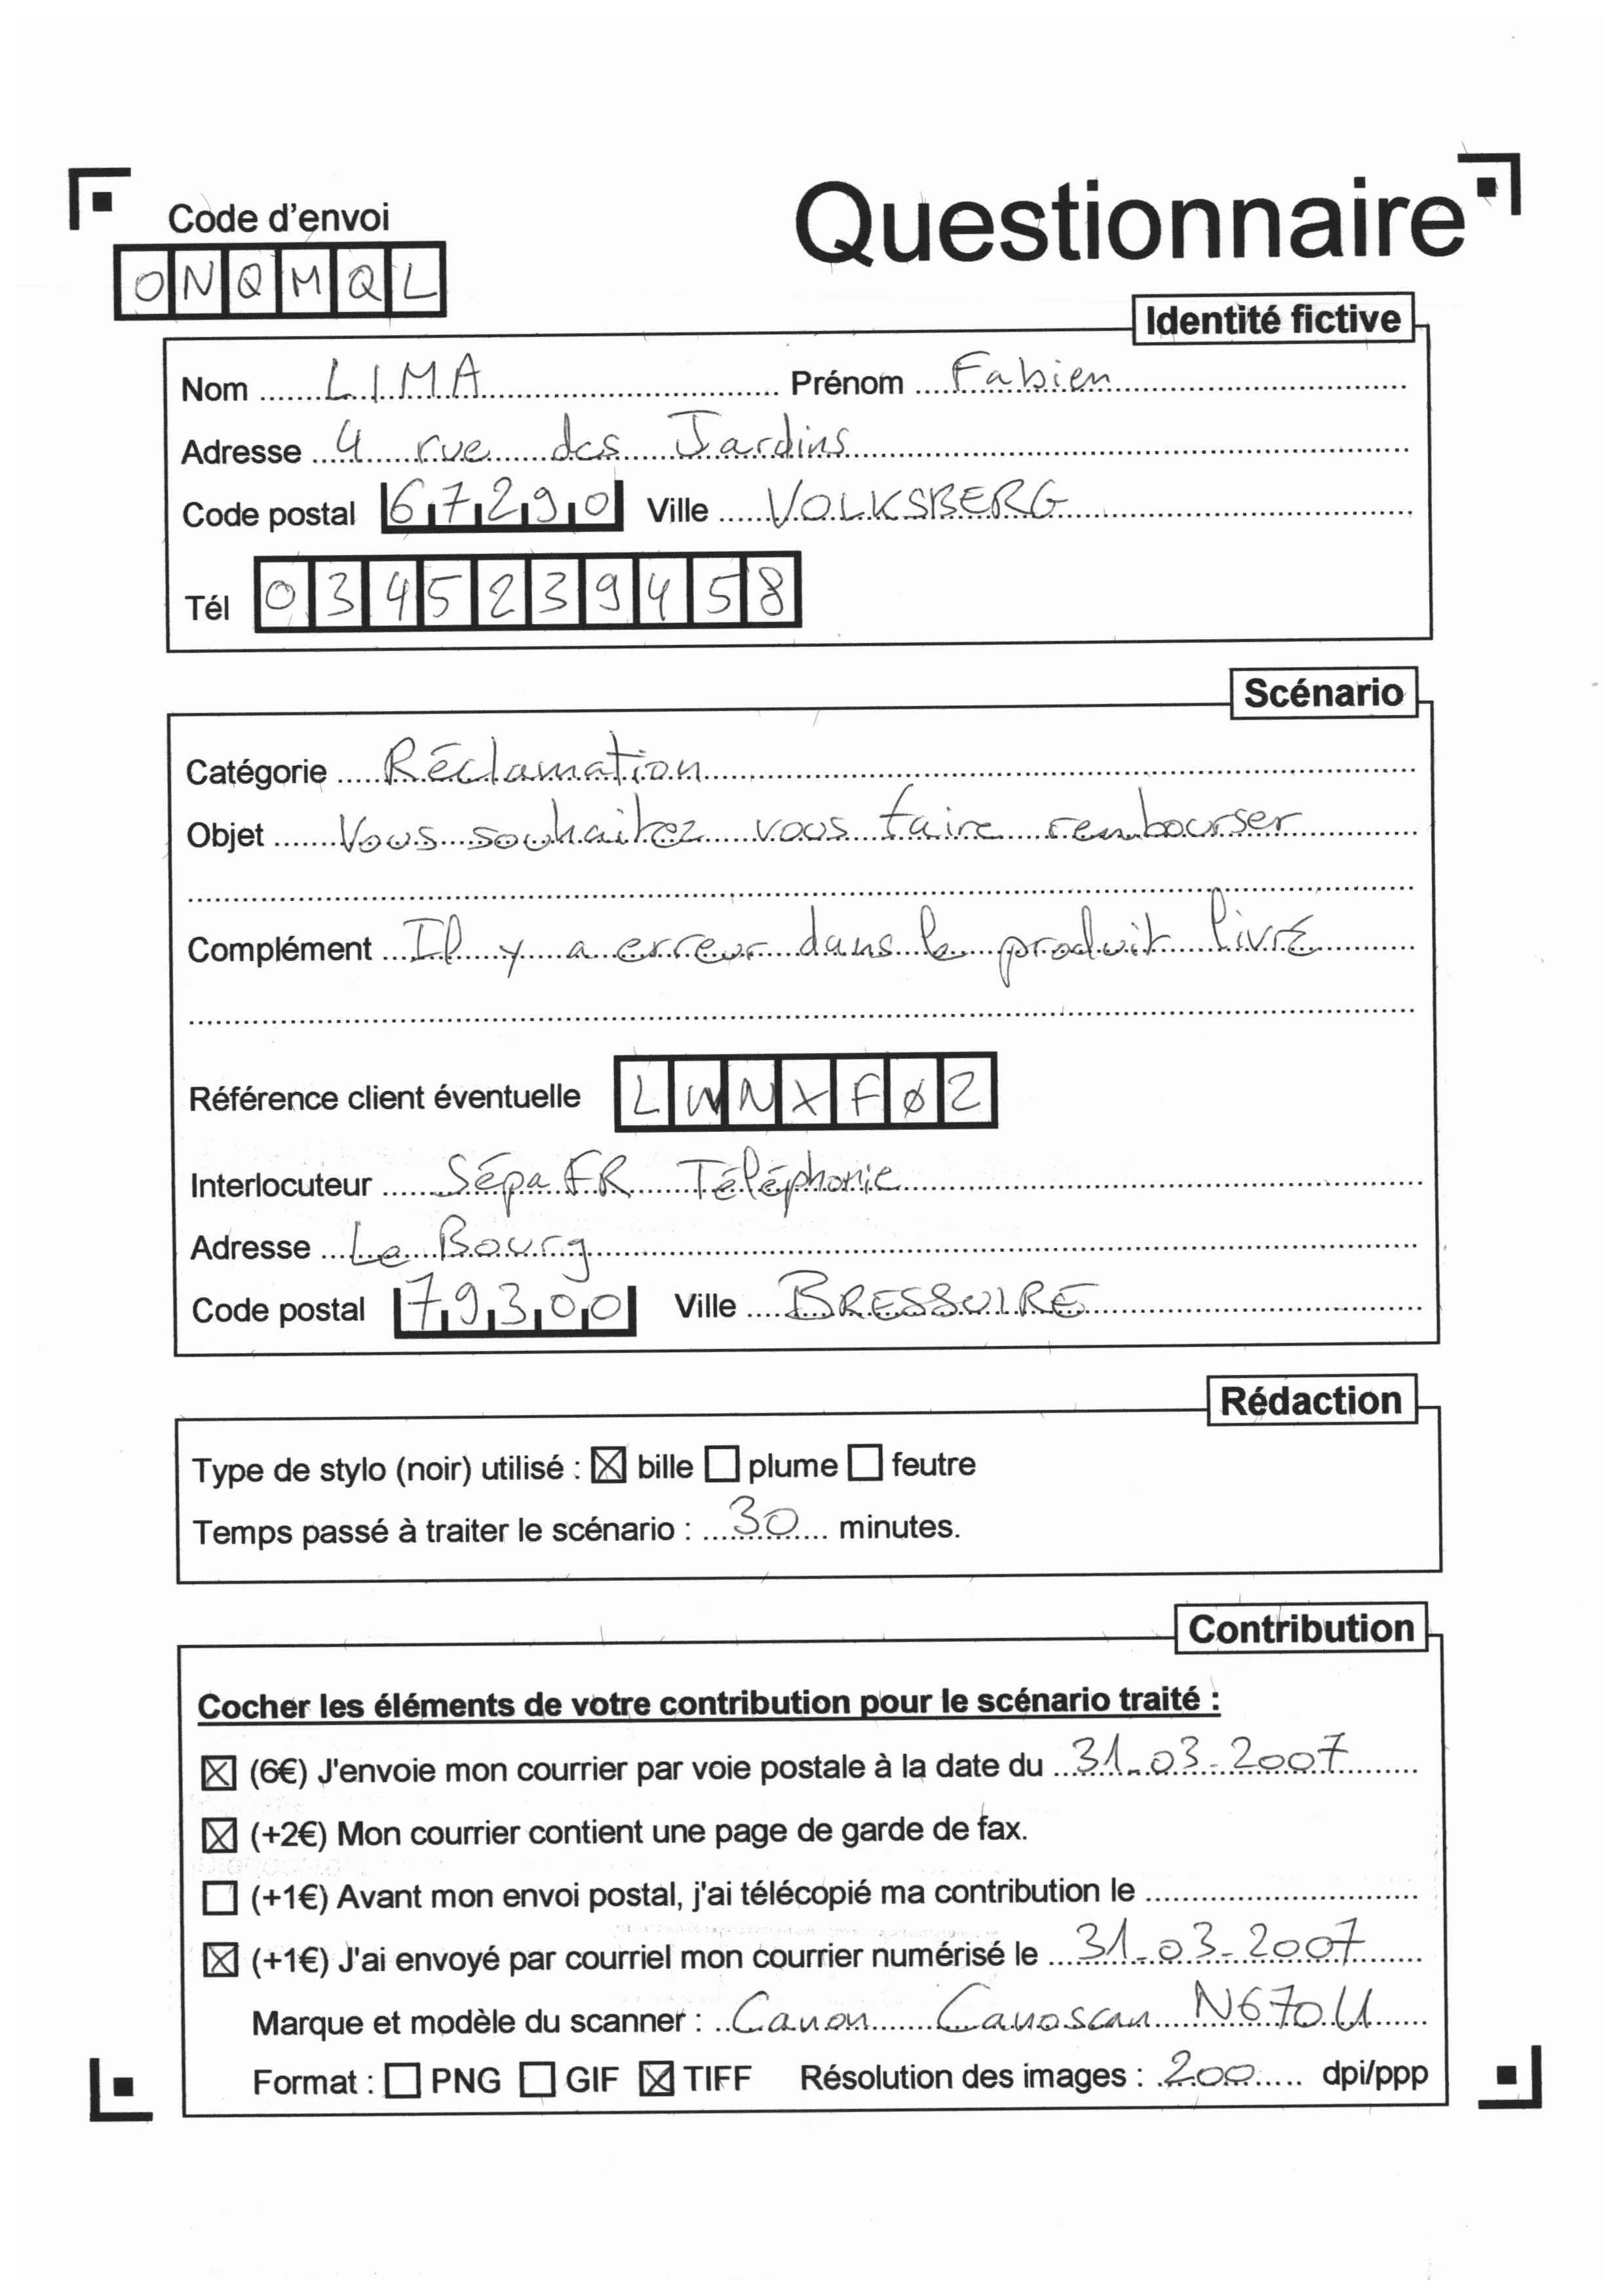 Questionnaire
Code d'envoi
ONQMQL
Identité fictive
Nom LIMA Prénom Fabien
Adresse 4 rue des Jardins
Code postal 67290 Ville VOLKSBERG
Tél 0345239458
Scénario
Catégorie Réclamation
Objet Vous souhaitez vous faire rembourser
Complément Il y a erreur dans le produit livré
Référence client éventuelle LWNXFØ2
Interlocuteur SépaFR Téléphonie
Adresse Le Bourg
Code postal 79300 Ville BRESSUIRE
Rédaction
Type de stylo (noir) utilisé : ☒ bille ☐ plume ☐ feutre
Temps passé à traiter le scénario : 30 minutes.
Contribution
Cocher les éléments de votre contribution pour le scénario traité :
☒ (6€) J'envoie mon courrier par voie postale à la date du 31-03-2007
☒ (+2€) Mon courrier contient une page de garde de fax.
☐ (+1€) Avant mon envoi postal, j'ai télécopié ma contribution le
☒ (+1€) J'ai envoyé par courriel mon courrier numérisé le 31-03-2007
Marque et modèle du scanner : Canon Canoscan N670U
Format : ☐ PNG ☐ GIF ☒ TIFF Résolution des images : 200 dpi/ppp